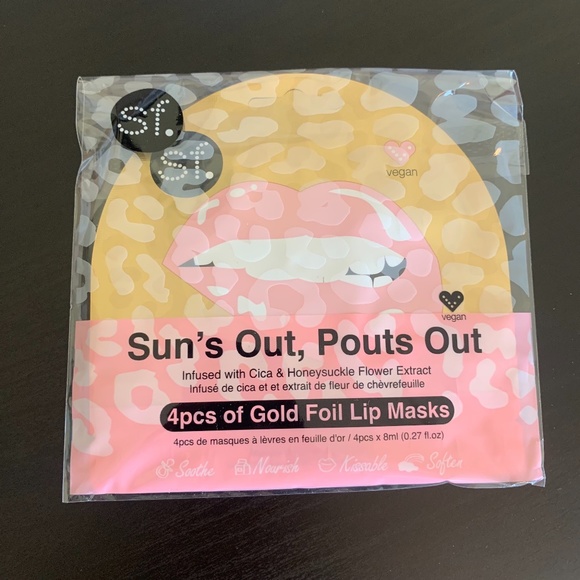 sf.
sf.
vegan
vegan
Sun's Out, Pouts Out
Infused with Cica & Honeysuckle Flower Extract
Infusé de cica et et extrait de fleur de chèvrefeuille
4pcs of Gold Foil Lip Masks
4pcs de masques à lèvres en feuille d'or / 4pcs x 8ml (0.27 fl.oz)
Soothe Nourish Kissable Soften